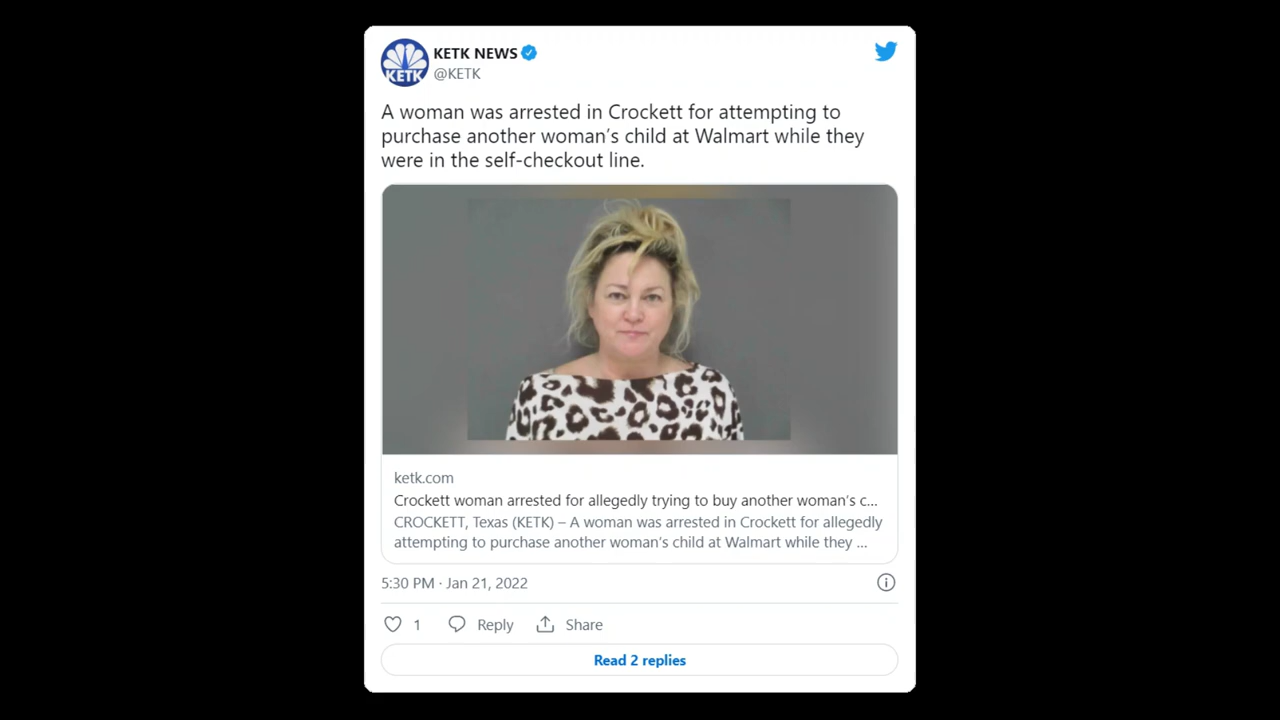 KETK
KETK NEWS
@KETK
A woman was arrested in Crockett for attempting to
purchase another woman's child at Walmart while they
were in the self-checkout line.
ketk.com
Crockett woman arrested for allegedly trying to buy another woman's c...
CROCKETT, Texas (KETK) – A woman was arrested in Crockett for allegedly
attempting to purchase another woman's child at Walmart while they ...
5:30 PM · Jan 21, 2022
1 Reply Share
Read 2 replies